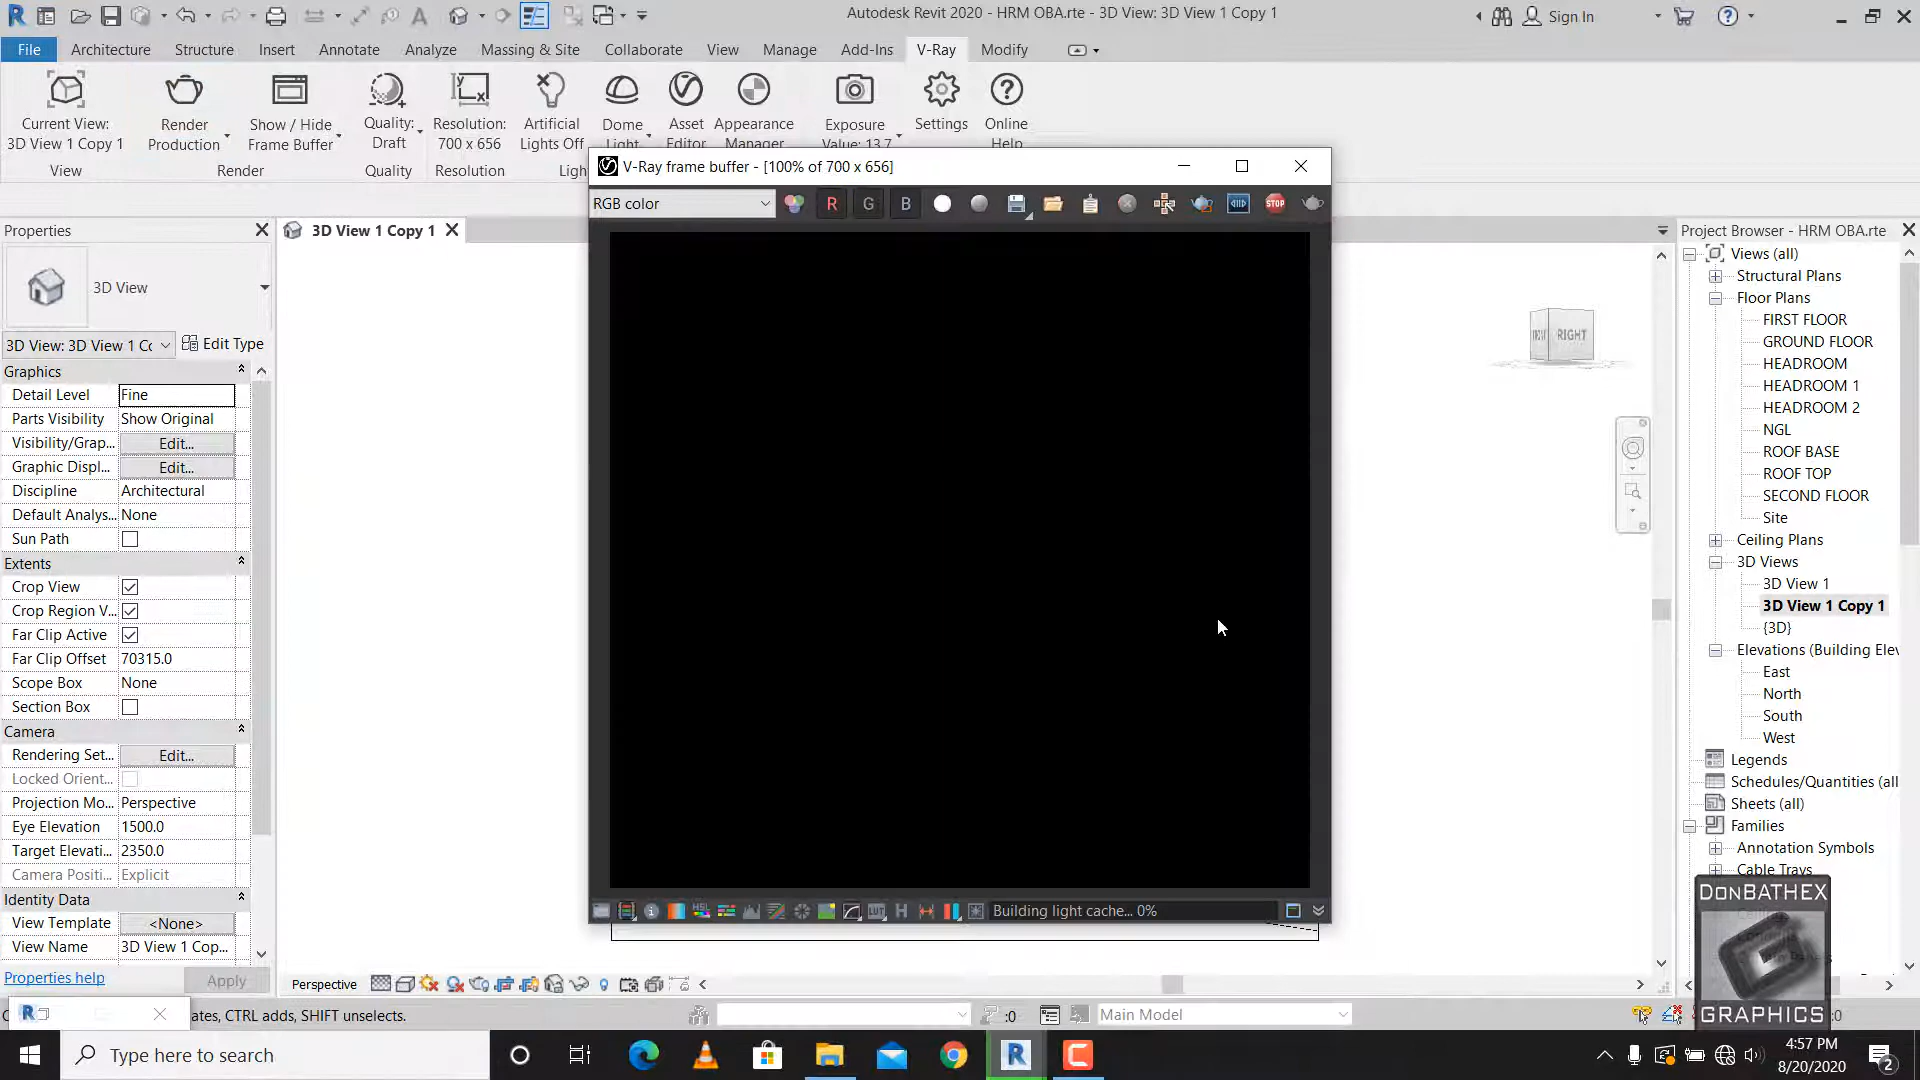 Autodesk Revit 2020 - HRM OBA.rte - 3D View: 3D View 1 Copy 1
Sign In
File
Architecture
Structure
Insert
Annotate
Analyze
Massing & Site
Collaborate
View
Manage
Add-Ins
V-Ray
Modify
Current View:
3D View 1 Copy 1
View
Render
Production
Show / Hide
Frame Buffer
Render
Quality:
Draft
Quality
Resolution:
700 x 656
Resolution
Artificial
Lights Off
Dome
Light
Asset
Editor
Appearance
Manager
Exposure
Value: 13.7
Settings
Online
Help
V-Ray frame buffer - [100% of 700 x 656]
RGB color
R
G
B
STOP
Building light cache... 0%
HSL
LUT
H
Properties
3D View
3D View: 3D View 1 Cc
Edit Type
Graphics
Detail Level Fine
Parts Visibility Show Original
Visibility/Grap... Edit...
Graphic Displ... Edit...
Discipline Architectural
Default Analys... None
Sun Path
Extents
Crop View
Crop Region V...
Far Clip Active
Far Clip Offset 70315.0
Scope Box None
Section Box
Camera
Rendering Set... Edit...
Locked Orient...
Projection Mo... Perspective
Eye Elevation 1500.0
Target Elevati... 2350.0
Camera Positi... Explicit
Identity Data
View Template <None>
View Name 3D View 1 Cop...
Properties help
Apply
3D View 1 Copy 1
RIGHT
Project Browser - HRM OBA.rte
Views (all)
Structural Plans
Floor Plans
FIRST FLOOR
GROUND FLOOR
HEADROOM
HEADROOM 1
HEADROOM 2
NGL
ROOF BASE
ROOF TOP
SECOND FLOOR
Site
Ceiling Plans
3D Views
3D View 1
3D View 1 Copy 1
{3D}
Elevations (Building Elev
East
North
South
West
Legends
Schedules/Quantities (all
Sheets (all)
Families
Annotation Symbols
Cable Trays
DONBATHEX
GRAPHICS
Perspective
ates, CTRL adds, SHIFT unselects.
:0
Main Model
:0
Type here to search
4:57 PM
8/20/2020
2